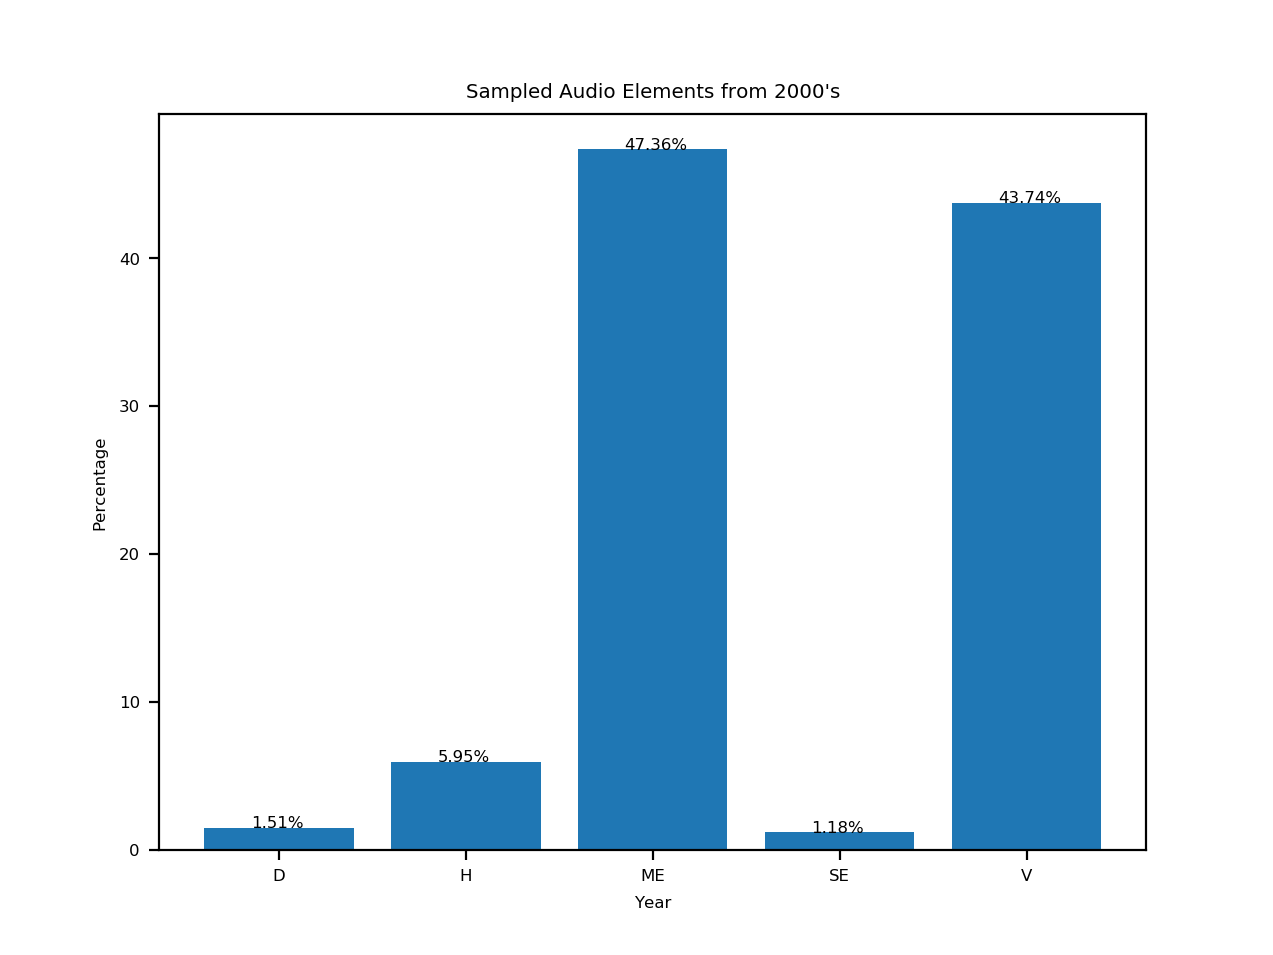 Sampled Audio Elements from 2000's
47.36%
43.74%
40
30
Percentage
20
10
5.95%
1.51%
1.18%
0
D H ME SE V
Year